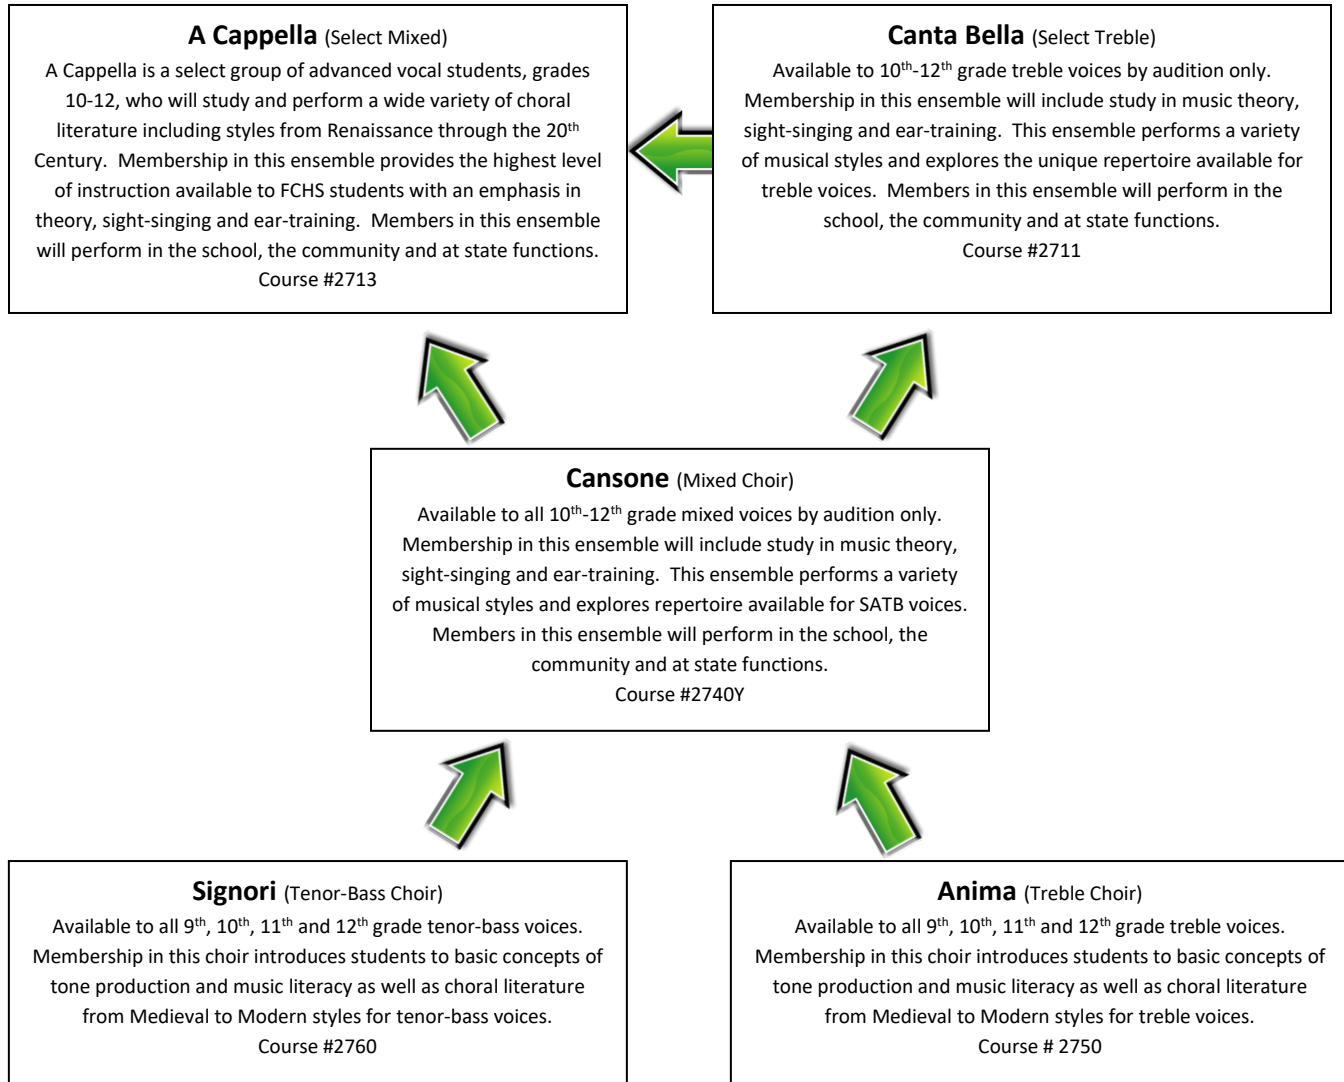 A Cappella (Select Mixed)
A Cappella is a select group of advanced vocal students, grades
10-12, who will study and perform a wide variety of choral
literature including styles from Renaissance through the 20th
Century.  Membership in this ensemble provides the highest level
of instruction available to FCHS students with an emphasis in
theory, sight-singing and ear-training.  Members in this ensemble
will perform in the school, the community and at state functions.
Course #2713
Canta Bella (Select Treble)
Available to 10th-12th grade treble voices by audition only.
Membership in this ensemble will include study in music theory,
sight-singing and ear-training.  This ensemble performs a variety
of musical styles and explores the unique repertoire available for
treble voices.  Members in this ensemble will perform in the
school, the community and at state functions.
Course #2711
Cansone (Mixed Choir)
Available to all 10th-12th grade mixed voices by audition only.
Membership in this ensemble will include study in music theory,
sight-singing and ear-training.  This ensemble performs a variety
of musical styles and explores repertoire available for SATB voices.
Members in this ensemble will perform in the school, the
community and at state functions.
Course #2740Y
Signori (Tenor-Bass Choir)
Available to all 9th, 10th, 11th and 12th grade tenor-bass voices.
Membership in this choir introduces students to basic concepts of
tone production and music literacy as well as choral literature
from Medieval to Modern styles for tenor-bass voices.
Course #2760
Anima (Treble Choir)
Available to all 9th, 10th, 11th and 12th grade treble voices.
Membership in this choir introduces students to basic concepts of
tone production and music literacy as well as choral literature
from Medieval to Modern styles for treble voices.
Course # 2750